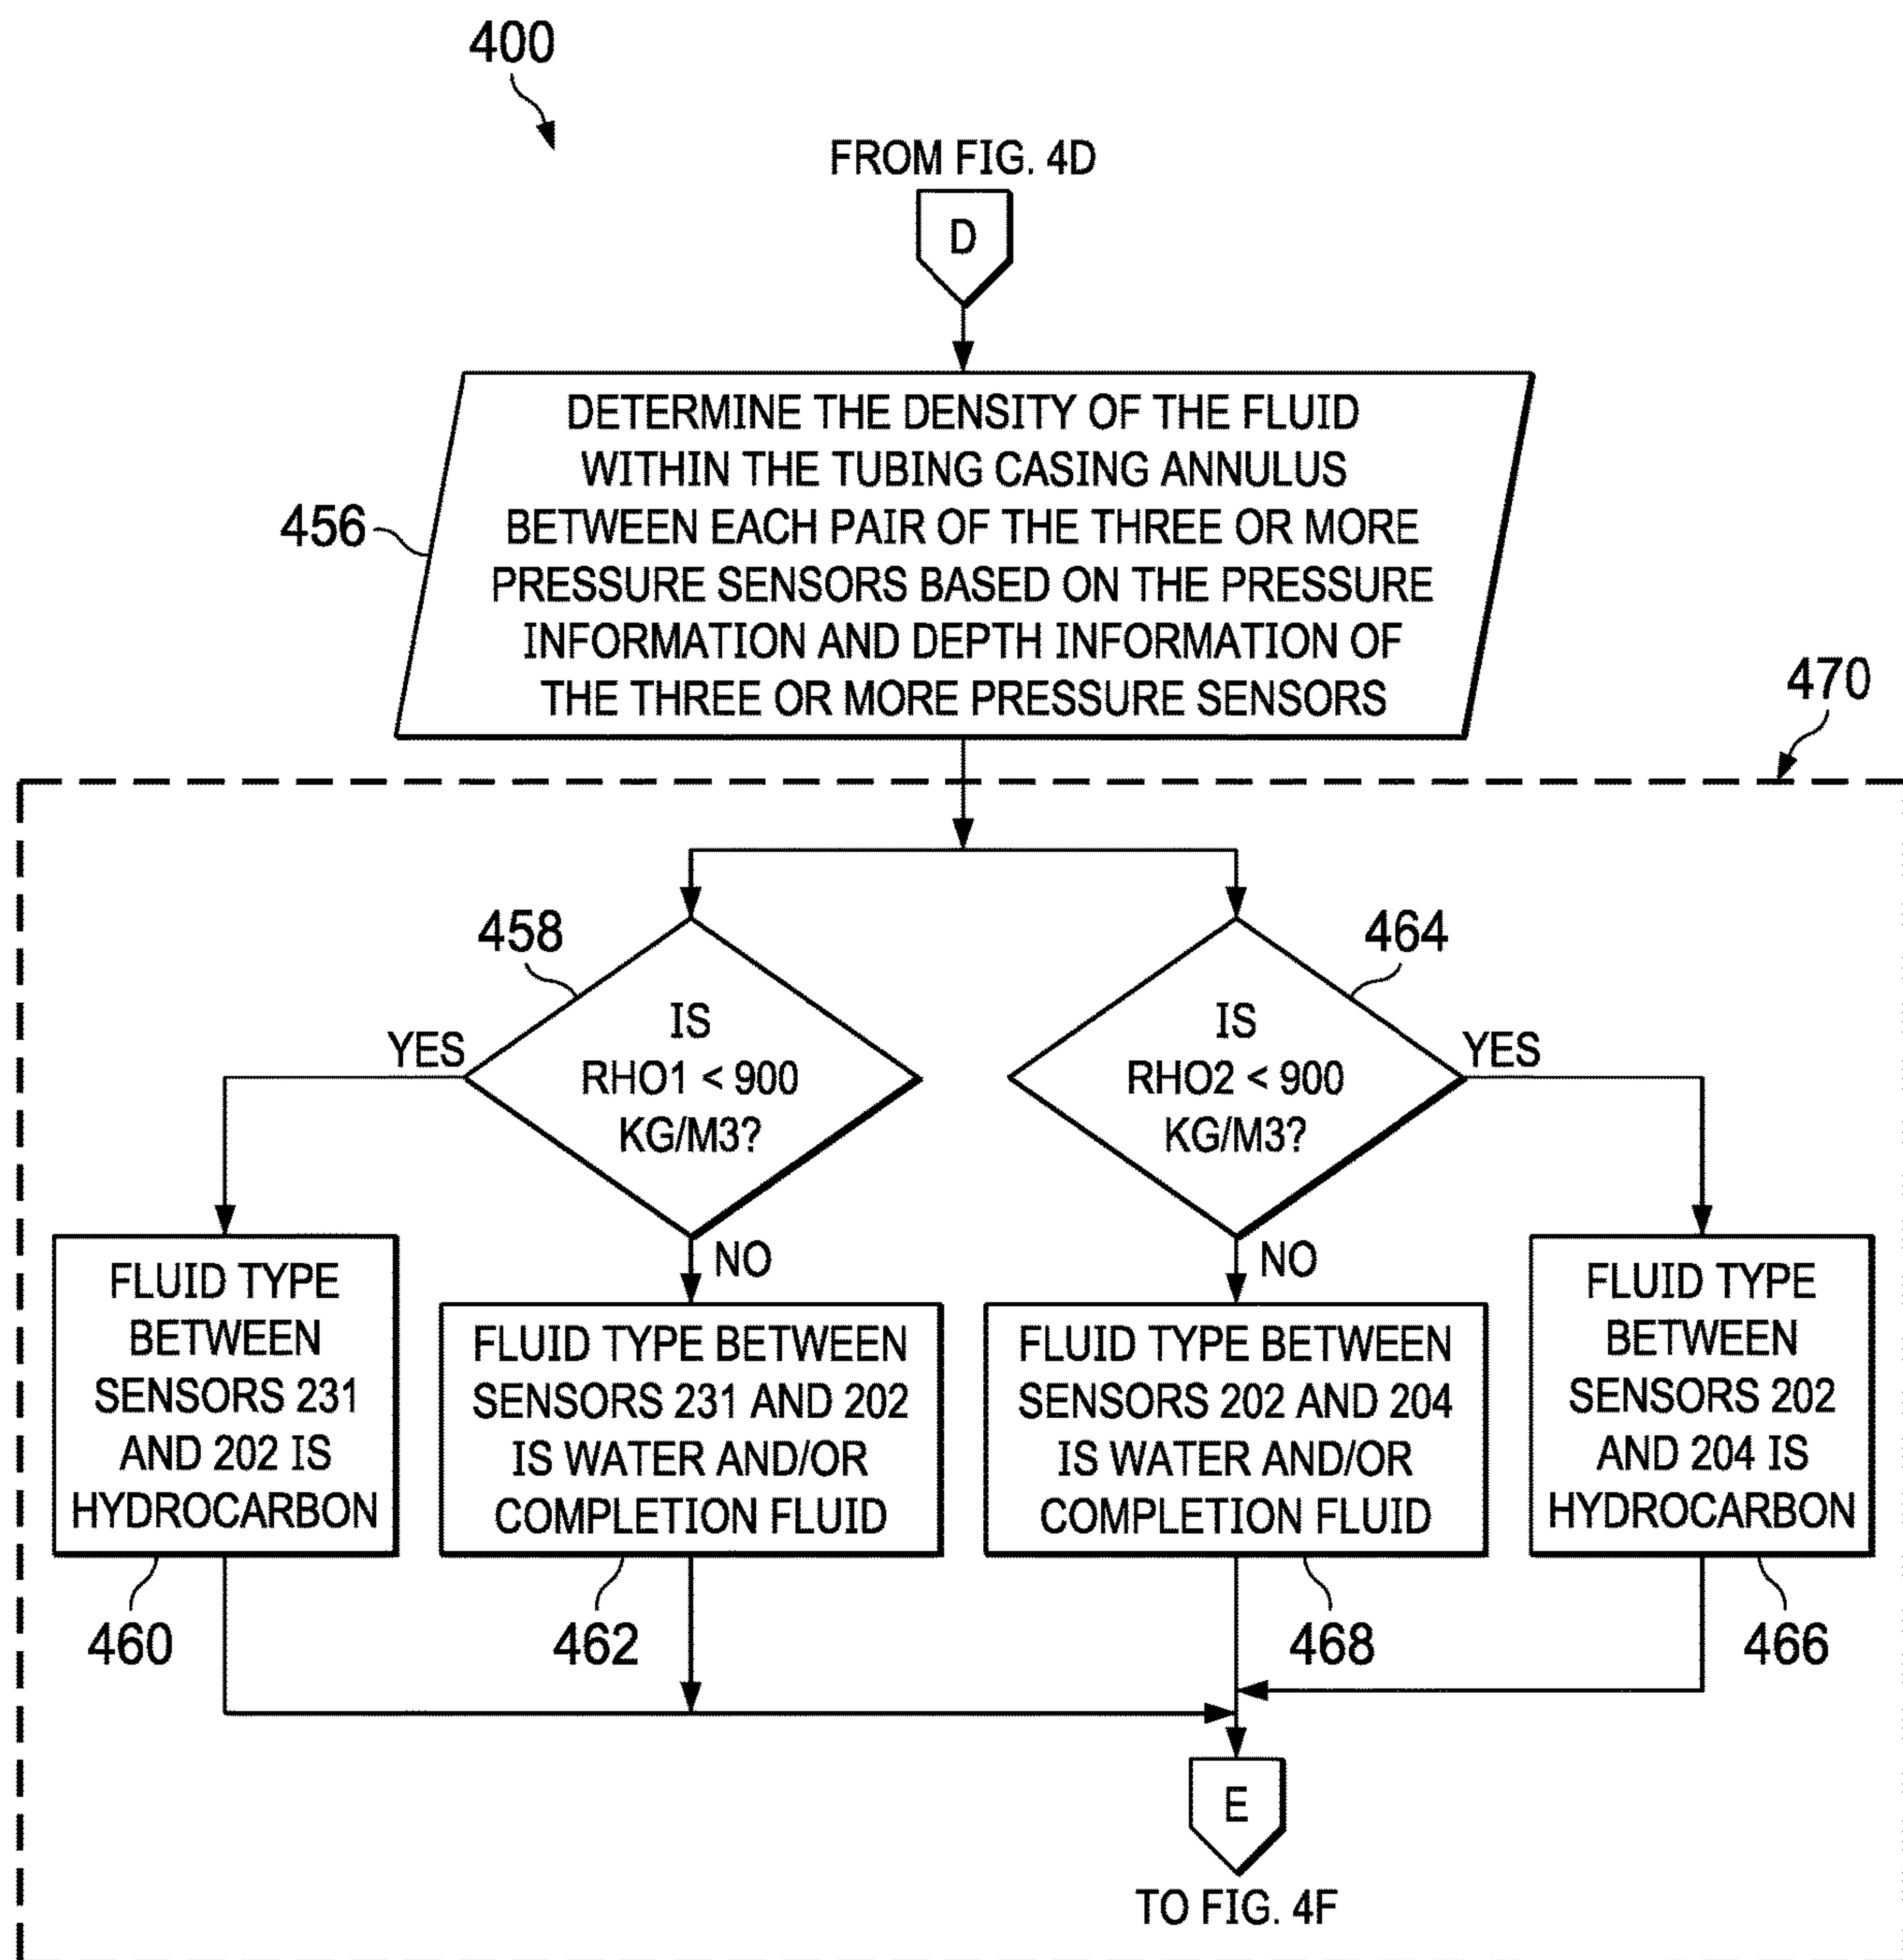 400
FROM FIG. 4D
D
DETERMINE THE DENSITY OF THE FLUID
WITHIN THE TUBING CASING ANNULUS
BETWEEN EACH PAIR OF THE THREE OR MORE
PRESSURE SENSORS BASED ON THE PRESSURE
INFORMATION AND DEPTH INFORMATION OF
THE THREE OR MORE PRESSURE SENSORS
456
470
458
IS
RHO1 < 900
KG/M3?
YES
NO
464
IS
RHO2 < 900
KG/M3?
YES
NO
FLUID TYPE
BETWEEN
SENSORS 231
AND 202 IS
HYDROCARBON
460
FLUID TYPE BETWEEN
SENSORS 231 AND 202
IS WATER AND/OR
COMPLETION FLUID
462
FLUID TYPE BETWEEN
SENSORS 202 AND 204
IS WATER AND/OR
COMPLETION FLUID
468
FLUID TYPE
BETWEEN
SENSORS 202
AND 204 IS
HYDROCARBON
466
E
TO FIG. 4F